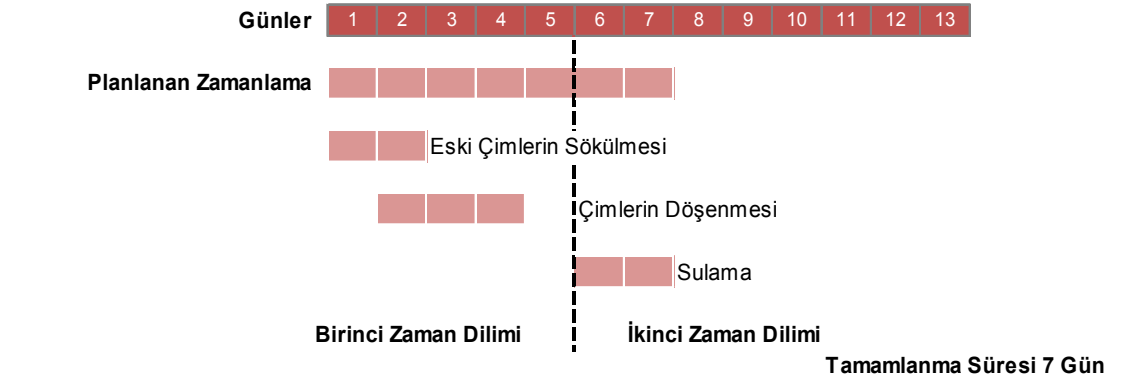 Günler 1 2 3 4 5 6 7 8 9 10 11 12 13
Planlanan Zamanlama
Eski Çimlerin Sökülmesi
Çimlerin Döşenmesi
Sulama
Birinci Zaman Dilimi İkinci Zaman Dilimi
Tamamlanma Süresi 7 Gün